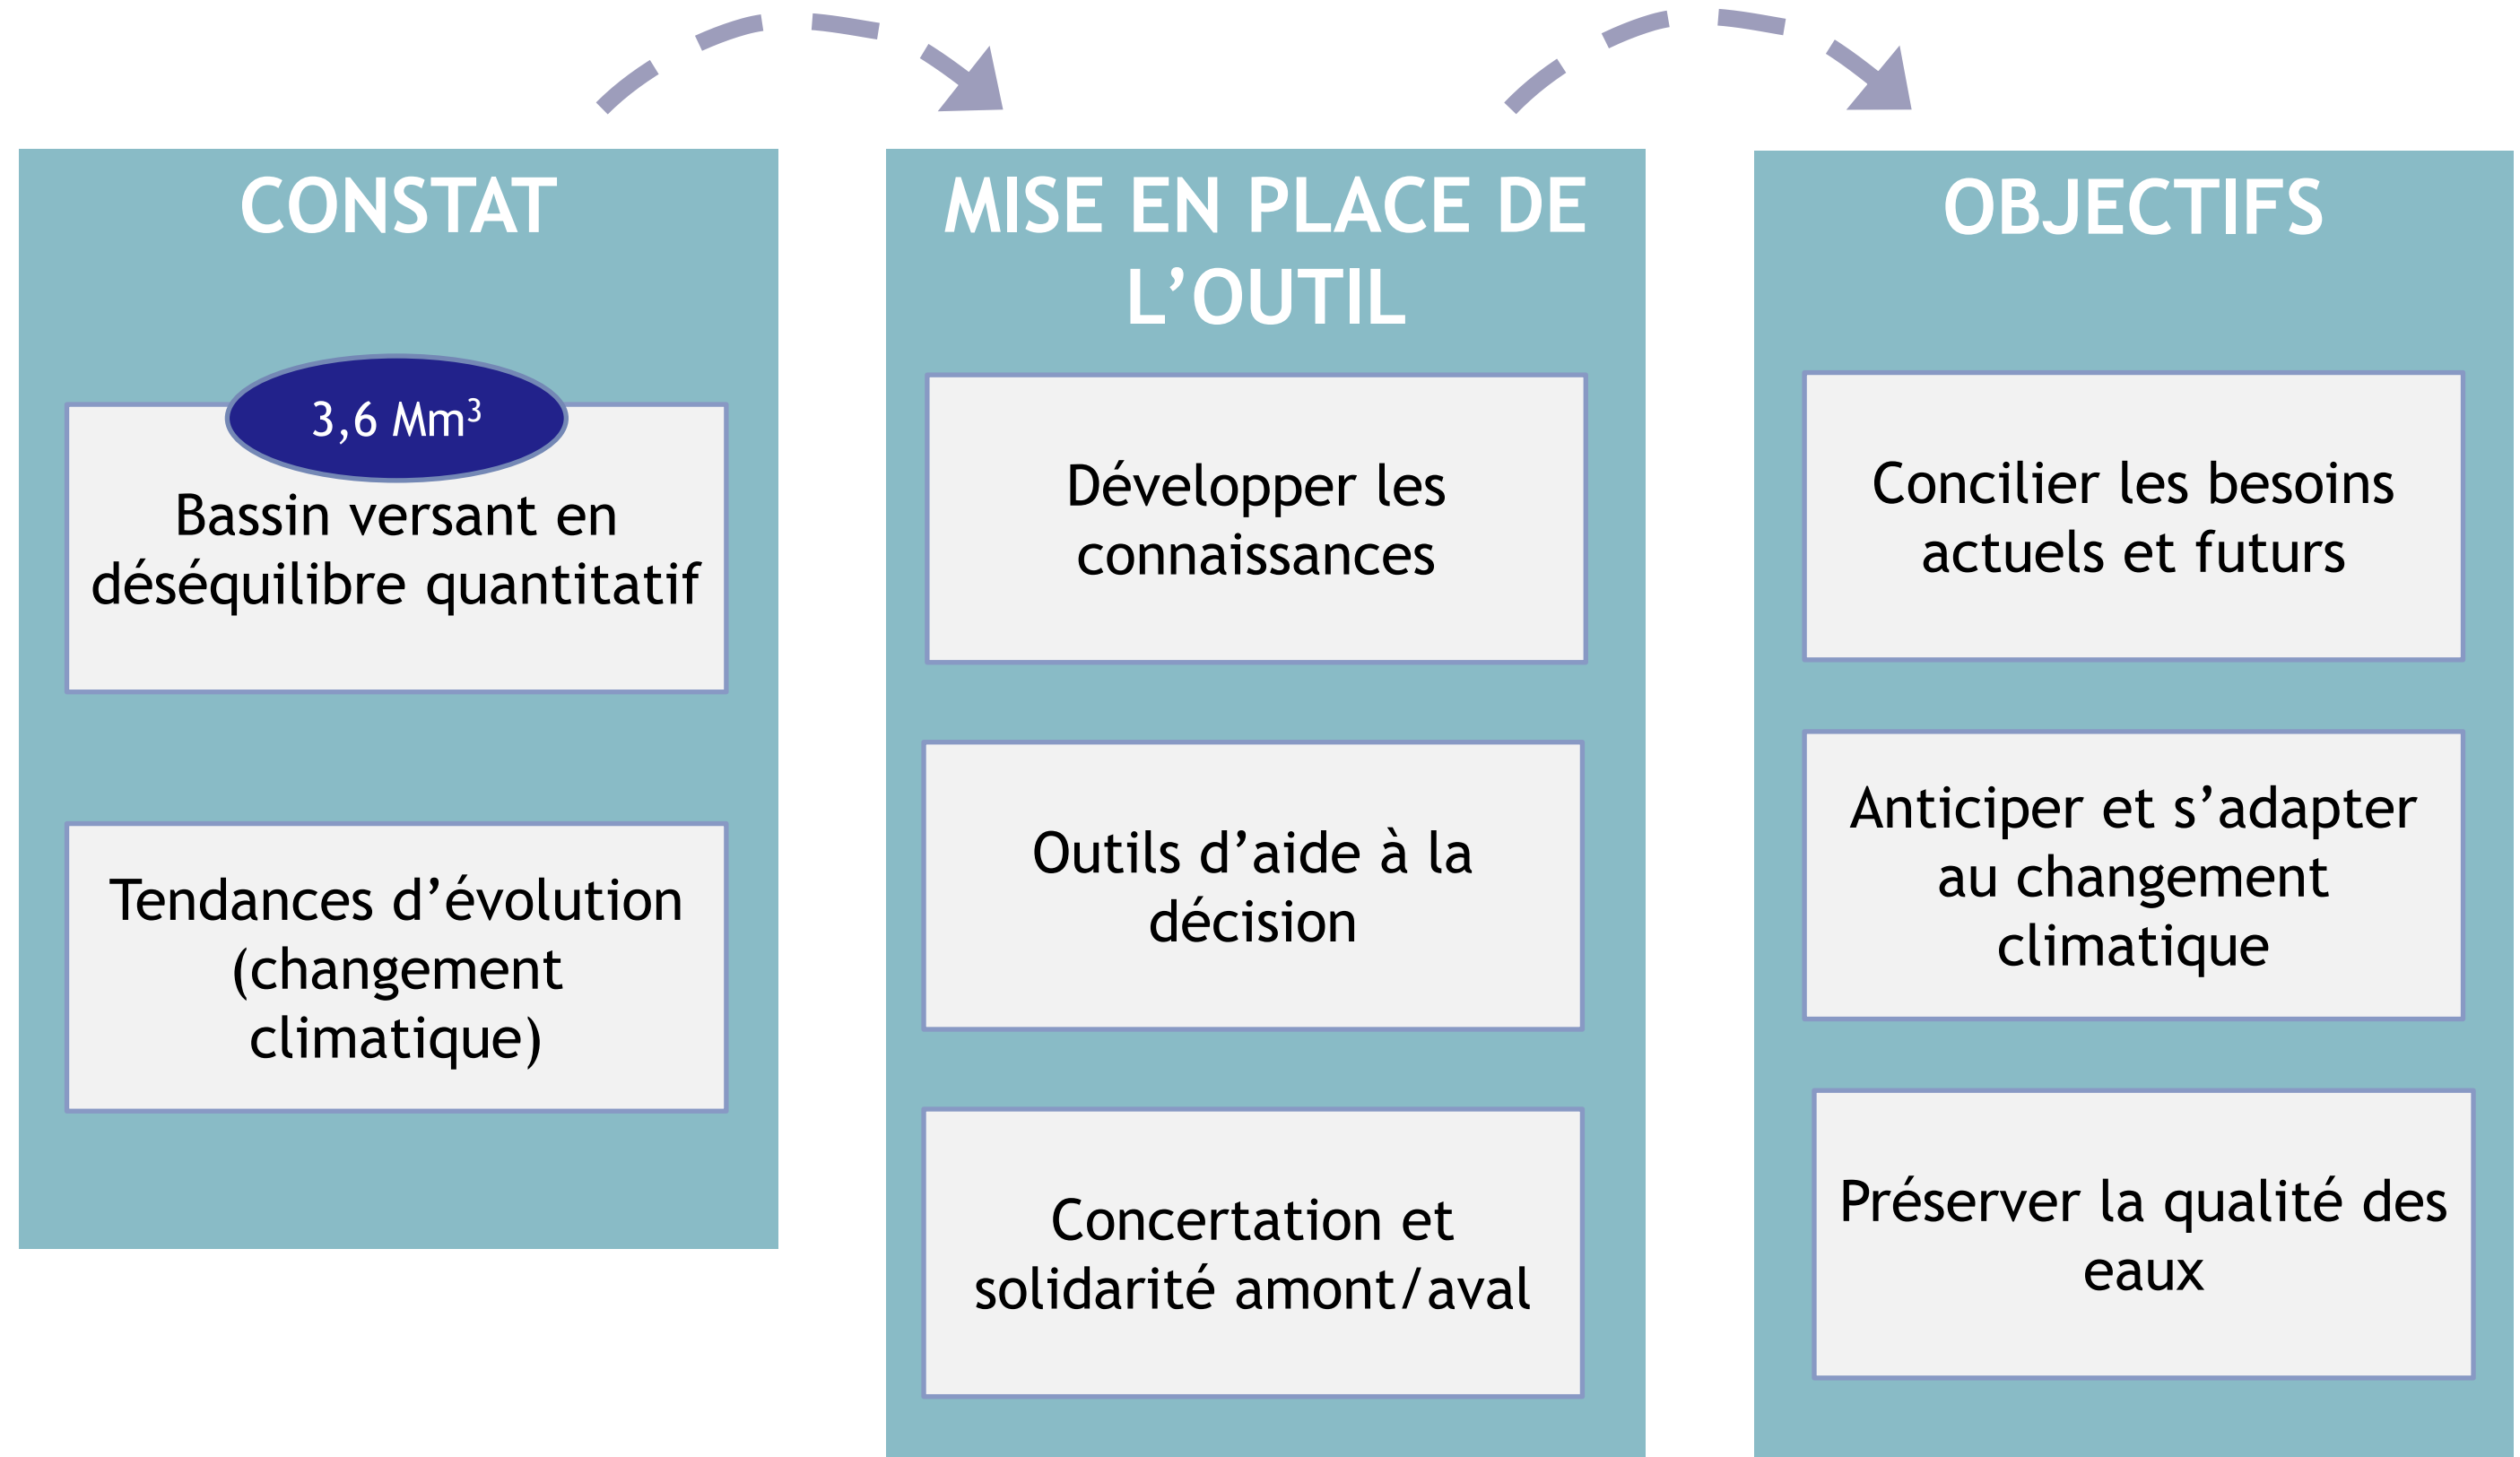 CONSTAT
3,6 Mm³
Bassin versant en
déséquilibre quantitatif
Tendances d’évolution
(changement
climatique)
MISE EN PLACE DE
L’OUTIL
Développer les
connaissances
Outils d’aide à la
décision
Concertation et
solidarité amont/aval
OBJECTIFS
Concilier les besoins
actuels et futurs
Anticiper et s’adapter
au changement
climatique
Préserver la qualité des
eaux